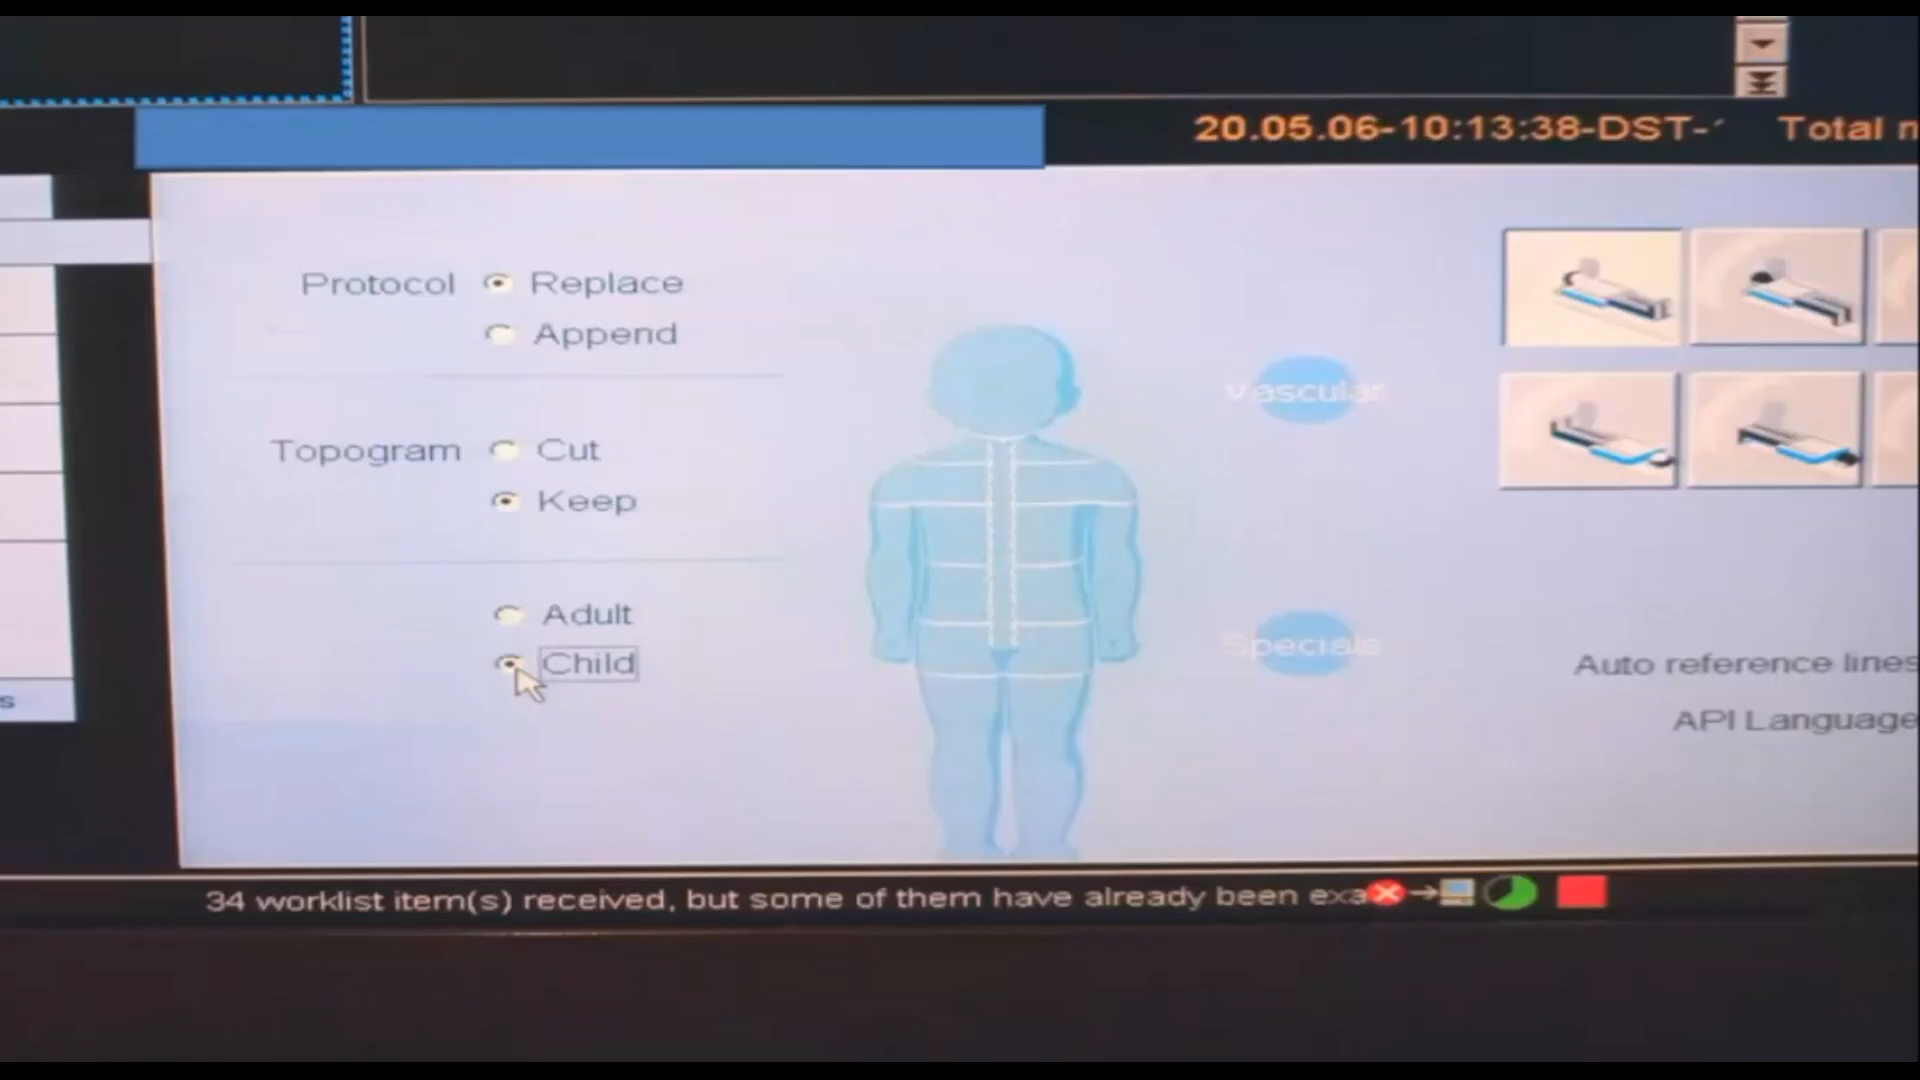 20.05.06-10:13:38-DST-
Total
Protocol
Replace
Append
Vascular
Topogram
Cut
Keep
Adult
Child
Specials
Auto reference lines
API Language
s
34 worklist item(s) received, but some of them have already been exa